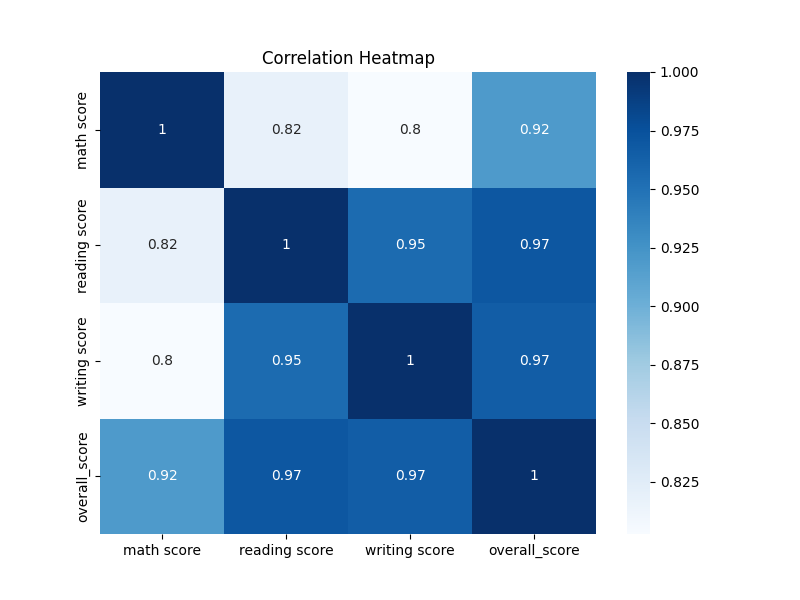 Correlation Heatmap
math score
1
0.82
0.8
0.92
reading score
0.82
1
0.95
0.97
writing score
0.8
0.95
1
0.97
overall_score
0.92
0.97
0.97
1
math score
reading score
writing score
overall_score
1.000
0.975
0.950
0.925
0.900
0.875
0.850
0.825